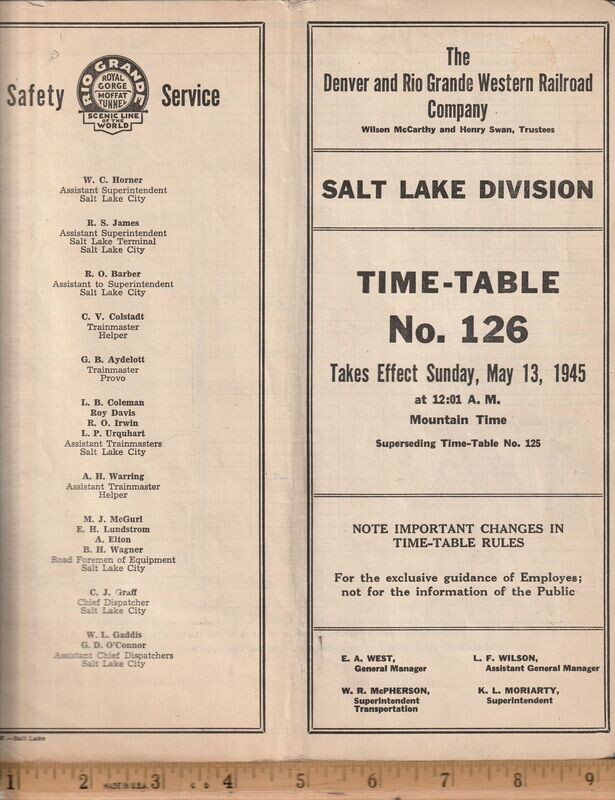 Safety
RIO GRANDE
ROYAL
GORGE
MOFFAT
TUNNEL
SCENIC LINE
OF THE
WORLD
Service
W. C. Horner
Assistant Superintendent
Salt Lake City
R. S. James
Assistant Superintendent
Salt Lake Terminal
Salt Lake City
R. O. Barber
Assistant to Superintendent
Salt Lake City
C. V. Colstadt
Trainmaster
Helper
G. B. Aydelott
Trainmaster
Provo
L. B. Coleman
Roy Davis
R. O. Irwin
L. P. Urquhart
Assistant Trainmasters
Salt Lake City
A. H. Warring
Assistant Trainmaster
Helper
M. J. McGurl
E. H. Lundstrom
A. Elton
B. H. Wagner
Road Foremen of Equipment
Salt Lake City
C. J. Graff
Chief Dispatcher
Salt Lake City
W. L. Gaddis
G. D. O'Connor
Assistant Chief Dispatchers
Salt Lake City
W.—Salt Lake
The
Denver and Rio Grande Western Railroad
Company
Wilson McCarthy and Henry Swan, Trustees
SALT LAKE DIVISION
TIME-TABLE
No. 126
Takes Effect Sunday, May 13, 1945
at 12:01 A. M.
Mountain Time
Superseding Time-Table No. 125
NOTE IMPORTANT CHANGES IN
TIME-TABLE RULES
For the exclusive guidance of Employes;
not for the information of the Public
E. A. WEST,
General Manager
L. F. WILSON,
Assistant General Manager
W. R. McPHERSON,
Superintendent
Transportation
K. L. MORIARTY,
Superintendent
1 2 MADE IN U.S.A. 3 4 5 6 7 8 9